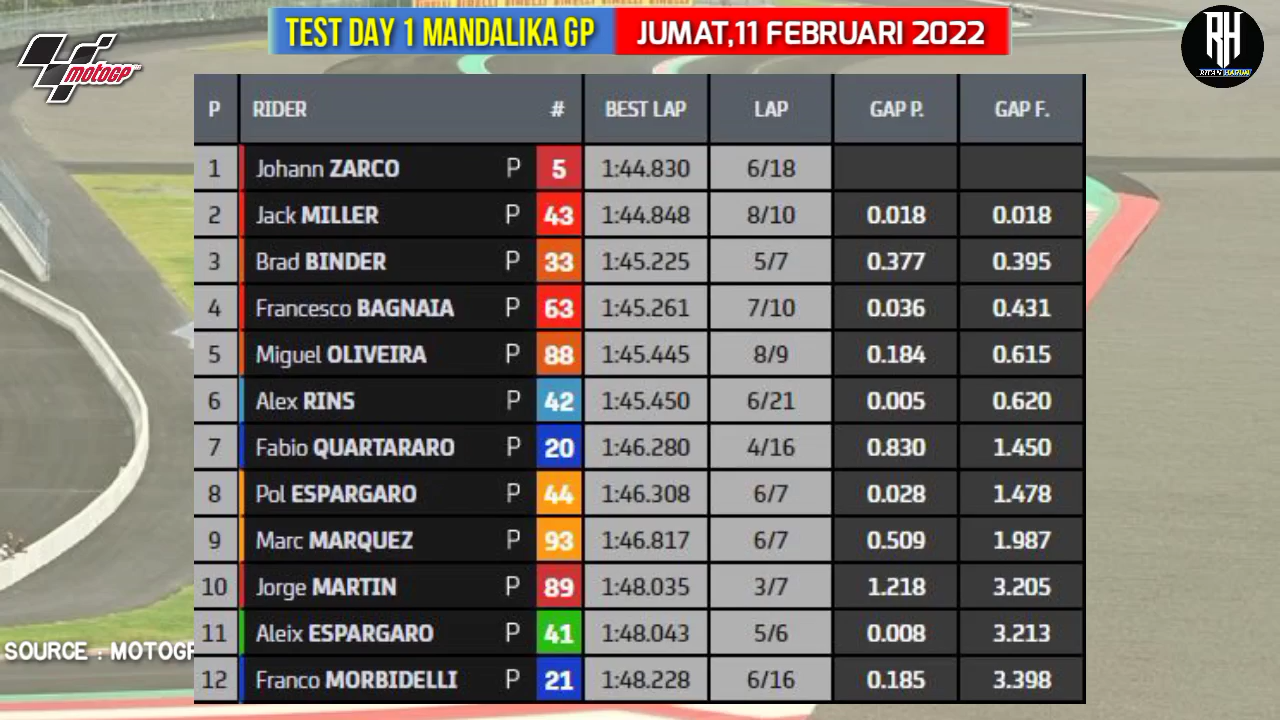 TEST DAY 1 MANDALIKA GP JUMAT,11 FEBRUARI 2022
motoGP
RH
RITAN HARUN
P RIDER # BEST LAP LAP GAP P. GAP F.
1 Johann ZARCO P 5 1:44.830 6/18
2 Jack MILLER P 43 1:44.848 8/10 0.018 0.018
3 Brad BINDER P 33 1:45.225 5/7 0.377 0.395
4 Francesco BAGNAIA P 63 1:45.261 7/10 0.036 0.431
5 Miguel OLIVEIRA P 88 1:45.445 8/9 0.184 0.615
6 Alex RINS P 42 1:45.450 6/21 0.005 0.620
7 Fabio QUARTARARO P 20 1:46.280 4/16 0.830 1.450
8 Pol ESPARGARO P 44 1:46.308 6/7 0.028 1.478
9 Marc MARQUEZ P 93 1:46.817 6/7 0.509 1.987
10 Jorge MARTIN P 89 1:48.035 3/7 1.218 3.205
11 Aleix ESPARGARO P 41 1:48.043 5/6 0.008 3.213
12 Franco MORBIDELLI P 21 1:48.228 6/16 0.185 3.398
SOURCE : MOTOGP